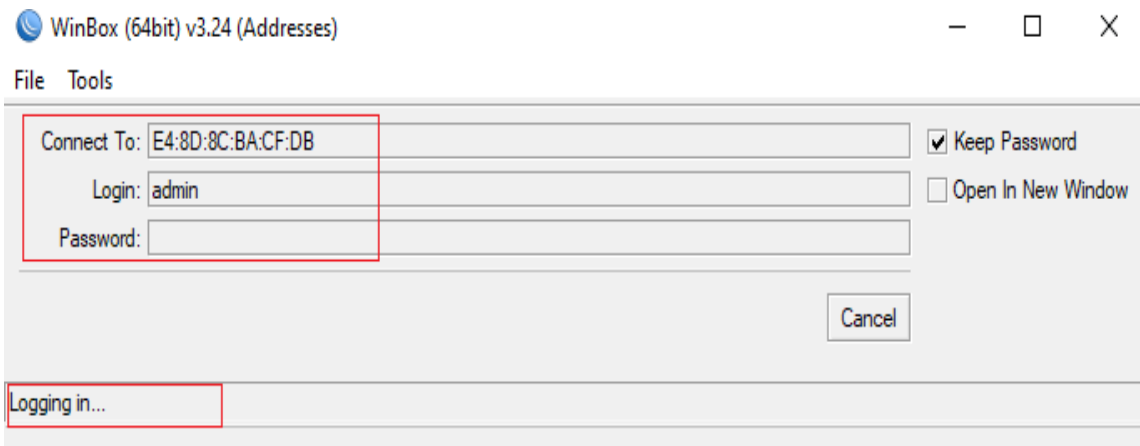 WinBox (64bit) v3.24 (Addresses)
File Tools
Connect To: E4:8D:8C:BA:CF:DB
Keep Password
Login: admin
Open In New Window
Password:
Cancel
Logging in...